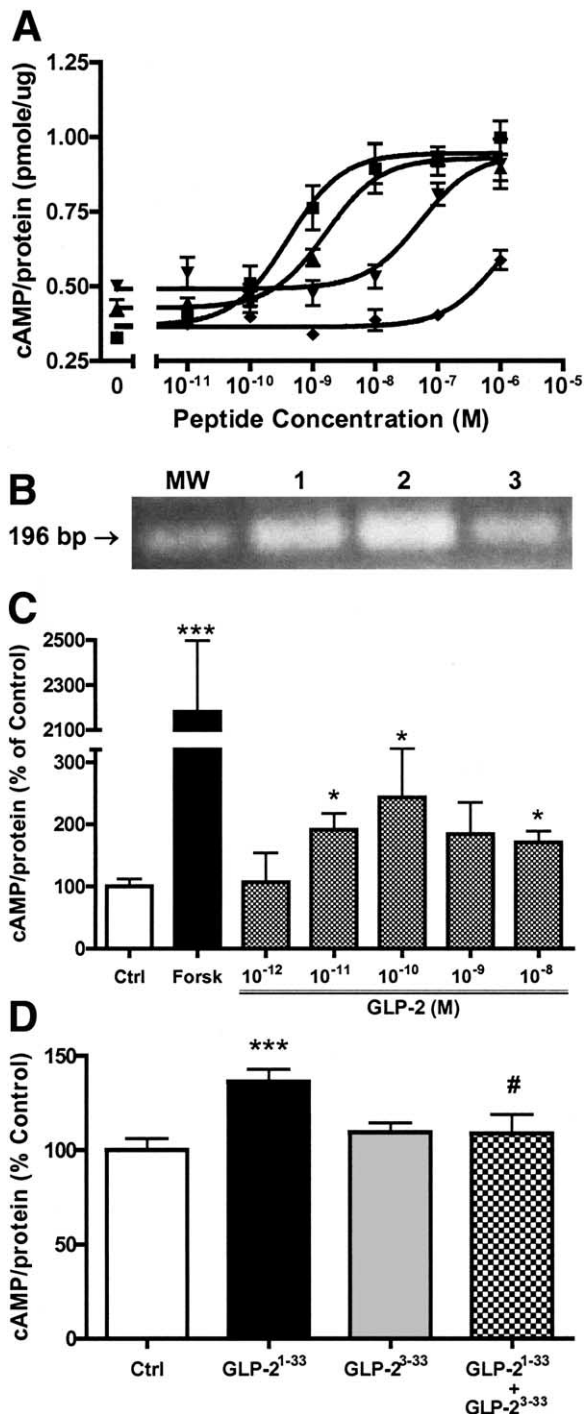 A
cAMP/protein (pmole/ug)
1.25
1.00
0.75
0.50
0.25
0 10⁻¹¹ 10⁻¹⁰ 10⁻⁹ 10⁻⁸ 10⁻⁷ 10⁻⁶ 10⁻⁵
Peptide Concentration (M)
B
MW 1 2 3
196 bp →
C
cAMP/protein (% of Control)
2500
2300
2100
300
200
100
0
***
*
*
*
Ctrl Forsk 10⁻¹² 10⁻¹¹ 10⁻¹⁰ 10⁻⁹ 10⁻⁸
GLP-2 (M)
D
cAMP/protein (% Control)
150
100
50
0
***
#
Ctrl GLP-2¹⁻³³ GLP-2³⁻³³ GLP-2¹⁻³³
+
GLP-2³⁻³³